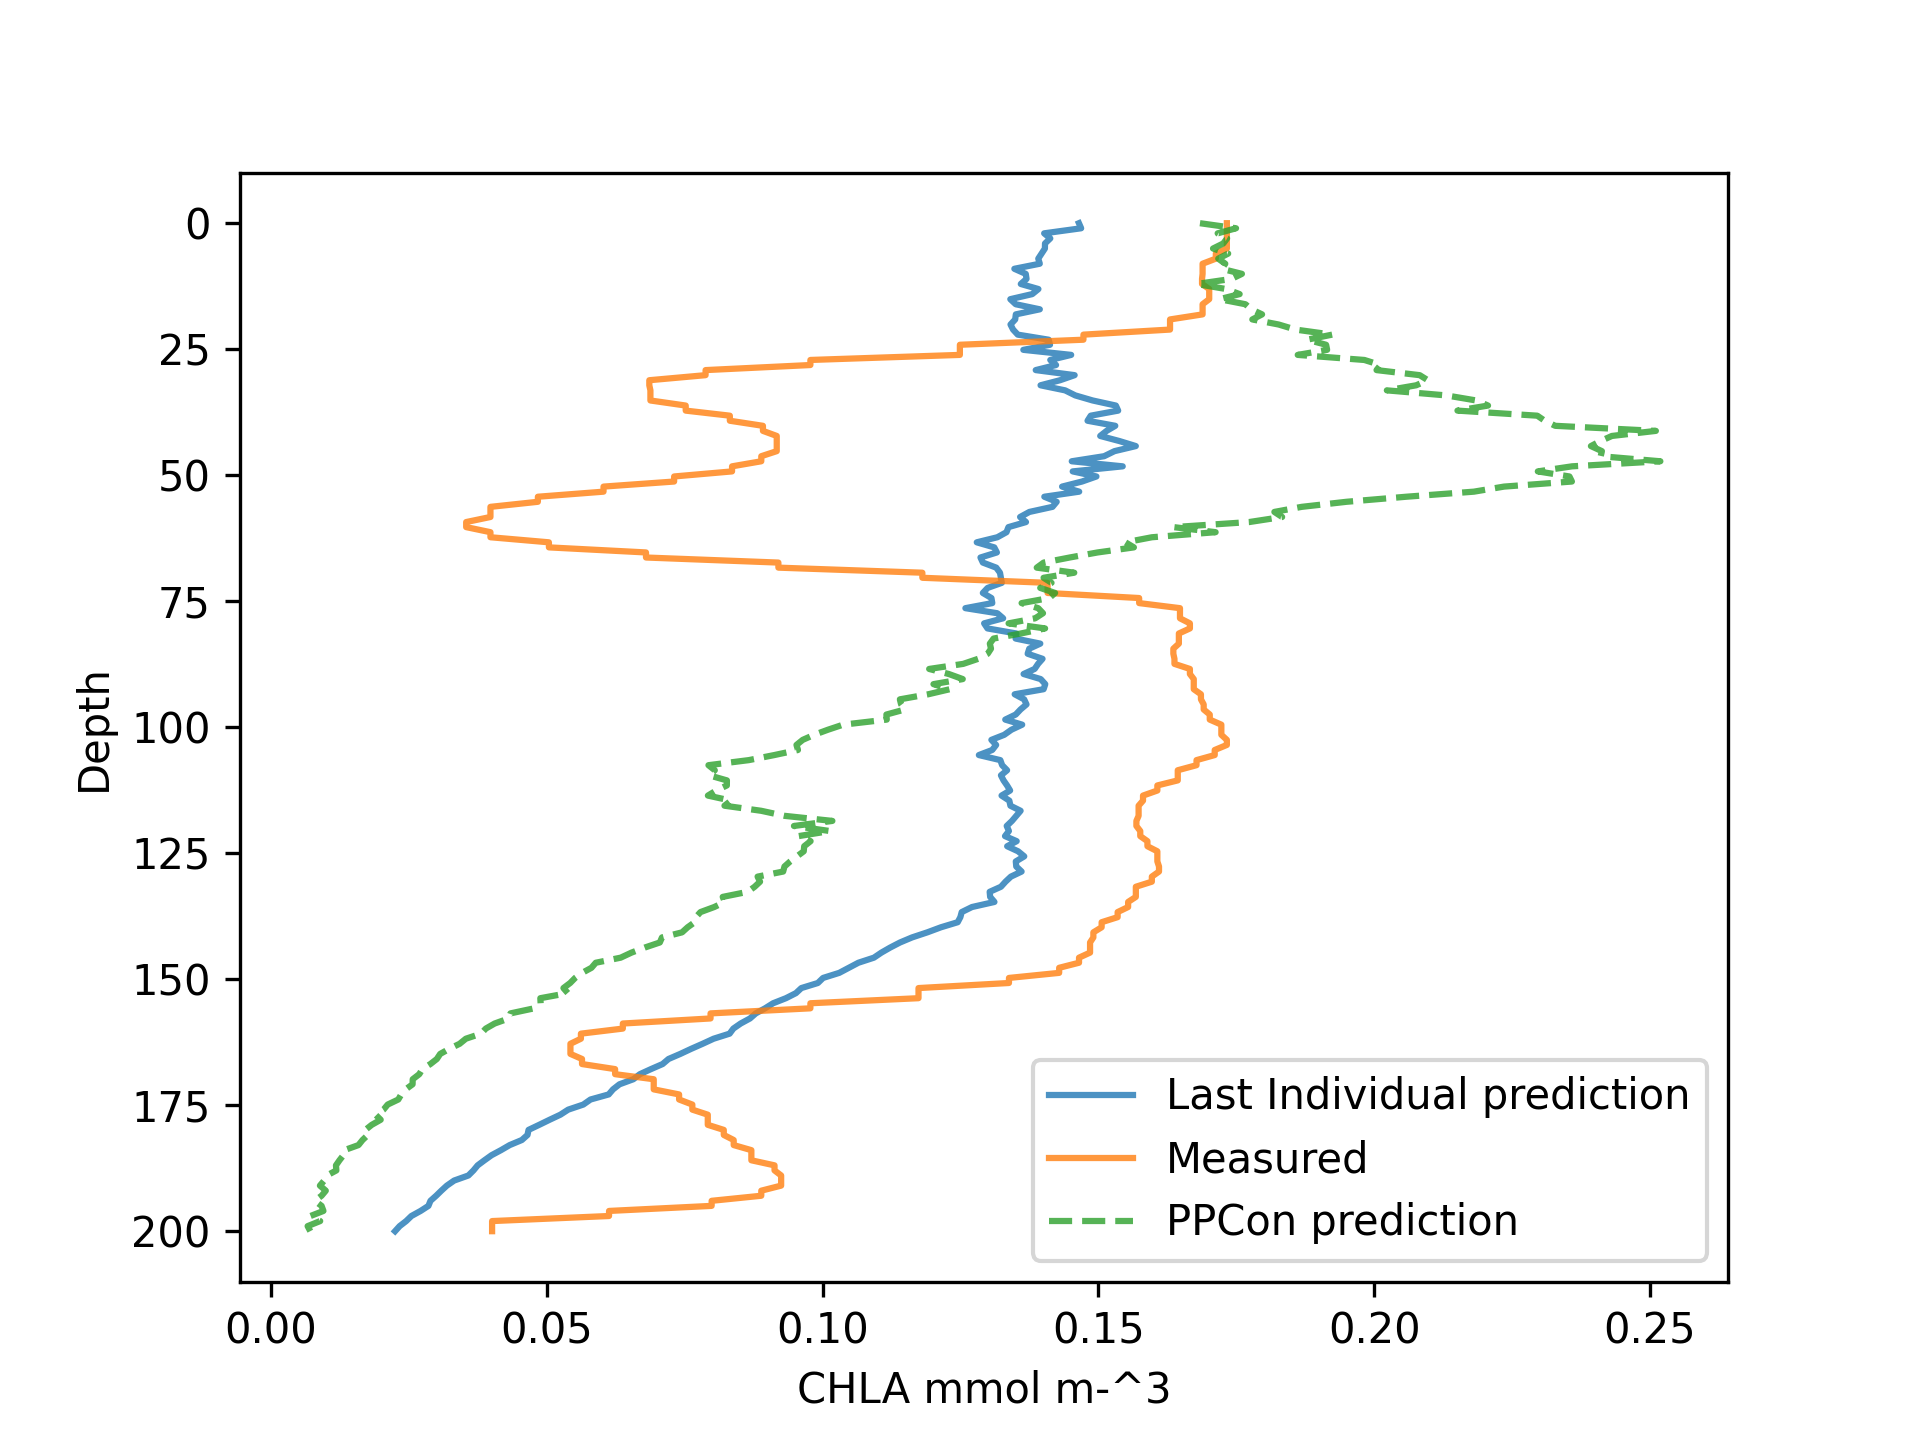 0
25
50
75
100
125
150
175
200
Depth
0.00 0.05 0.10 0.15 0.20 0.25
CHLA mmol m-^3
Last Individual prediction
Measured
PPCon prediction